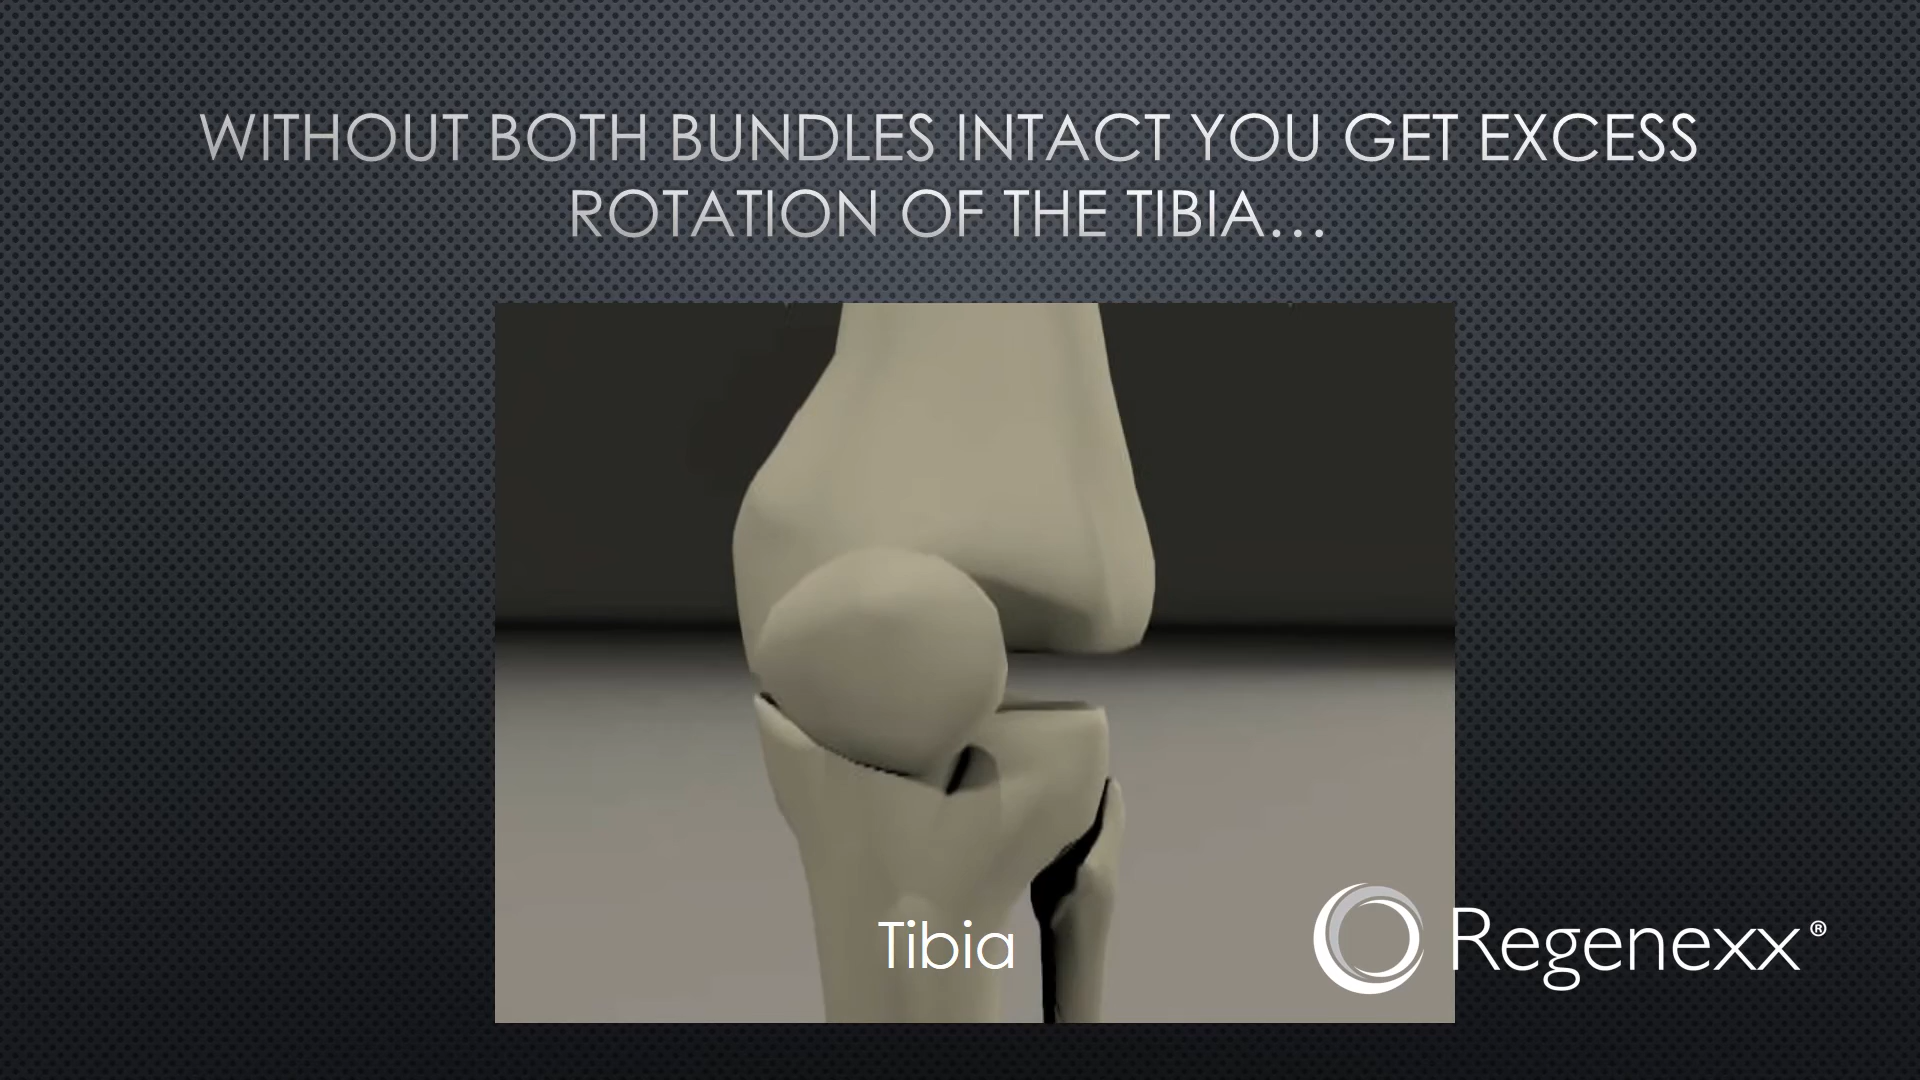 WITHOUT BOTH BUNDLES INTACT YOU GET EXCESS
ROTATION OF THE TIBIA...
Tibia
Regenexx®